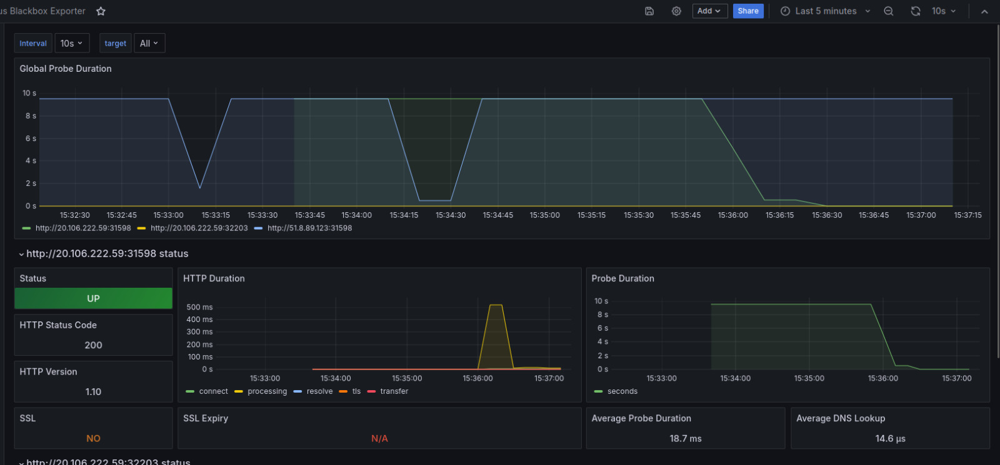 us Blackbox Exporter
Add
Share
Last 5 minutes
10s
Interval
10s
target
All
Global Probe Duration
10 s
8 s
6 s
4 s
2 s
0 s
15:32:30 15:32:45 15:33:00 15:33:15 15:33:30 15:33:45 15:34:00 15:34:15 15:34:30 15:34:45 15:35:00 15:35:15 15:35:30 15:35:45 15:36:00 15:36:15 15:36:30 15:36:45 15:37:00 15:37:15
http://20.106.222.59:31598 http://20.106.222.59:32203 http://51.8.89.123:31598
http://20.106.222.59:31598 status
Status
UP
HTTP Status Code
200
HTTP Version
1.10
SSL
NO
HTTP Duration
500 ms
400 ms
300 ms
200 ms
100 ms
0 s
15:33:00 15:34:00 15:35:00 15:36:00 15:37:00
connect processing resolve tls transfer
Probe Duration
10 s
8 s
6 s
4 s
2 s
0 s
15:33:00 15:34:00 15:35:00 15:36:00 15:37:00
seconds
SSL Expiry
N/A
Average Probe Duration
18.7 ms
Average DNS Lookup
14.6 µs
http://20.106.222.59:32203 status